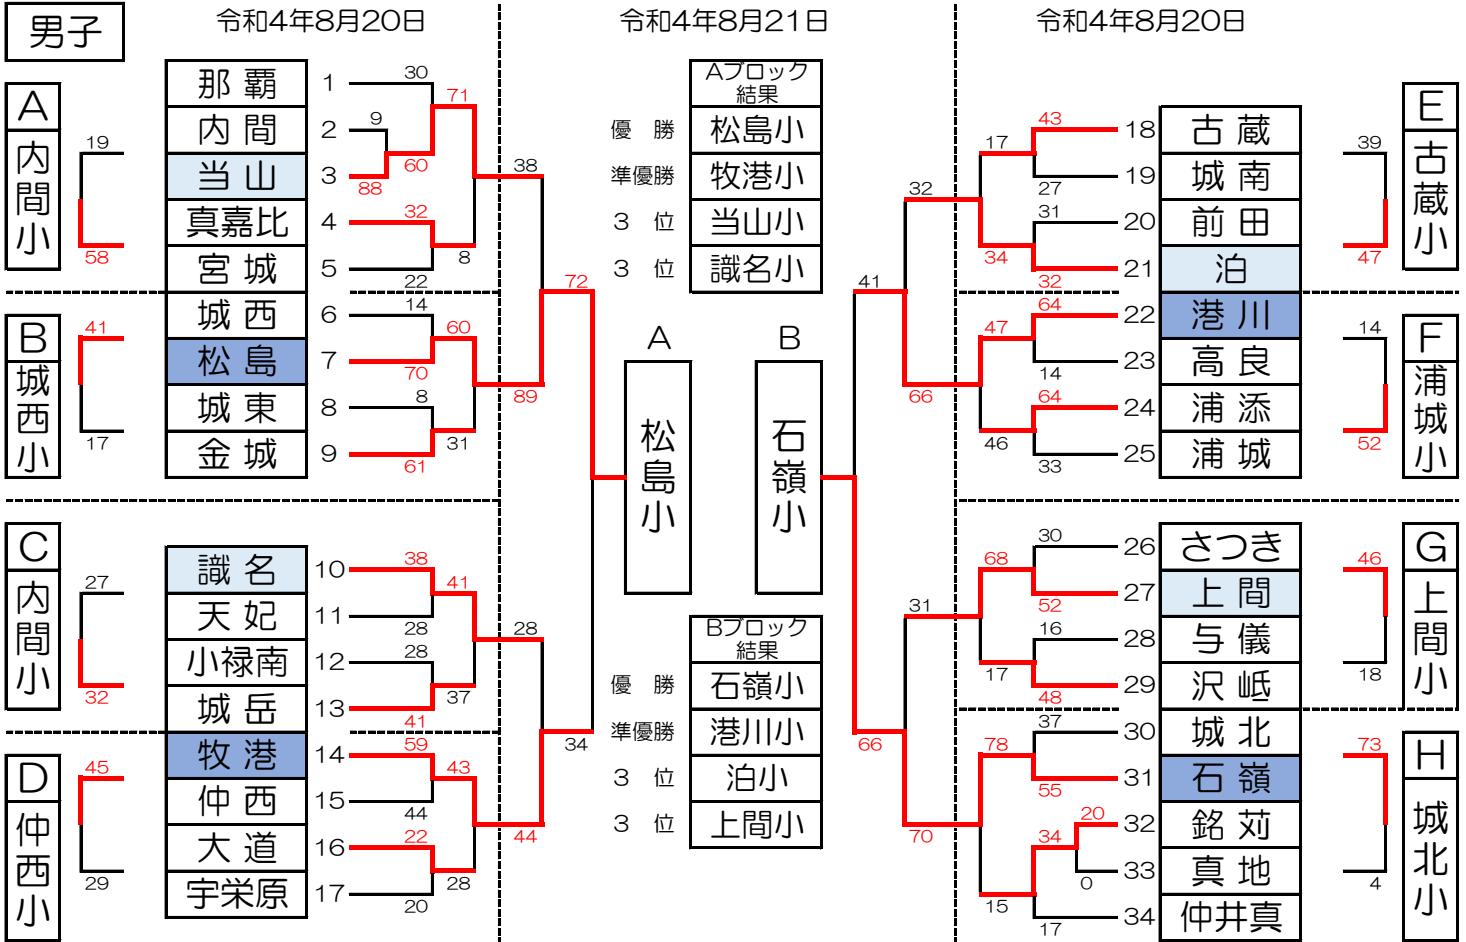 男子
令和4年8月20日
令和4年8月21日
令和4年8月20日
A
内間小
19
58
B
城西小
41
17
C
内間小
27
32
D
仲西小
45
29
那覇 1 30
内間 2 9
当山 3 88
60
71
真嘉比 4 32
宮城 5 22
8
38
城西 6 14
松島 7 70
60
城東 8 8
金城 9 61
31
89
72
識名 10 38
天妃 11 28
41
小禄南 12 28
城岳 13 41
37
28
牧港 14 59
仲西 15 44
43
大道 16 22
宇栄原 17 20
28
44
34
Aブロック
結果
優勝 松島小
準優勝 牧港小
3位 当山小
3位 識名小
A
松島小
B
石嶺小
Bブロック
結果
優勝 石嶺小
準優勝 港川小
3位 泊小
3位 上間小
43 18 古蔵
27 19 城南
17
31 20 前田
32 21 泊
34
32
64 22 港川
14 23 高良
47
64 24 浦添
33 25 浦城
46
66
41
30 26 さつき
52 27 上間
68
16 28 与儀
48 29 沢岻
17
31
37 30 城北
55 31 石嶺
78
20 32 銘苅
0 33 真地
34
17 34 仲井真
15
70
66
E
古蔵小
39
47
F
浦城小
14
52
G
上間小
46
18
H
城北小
73
4